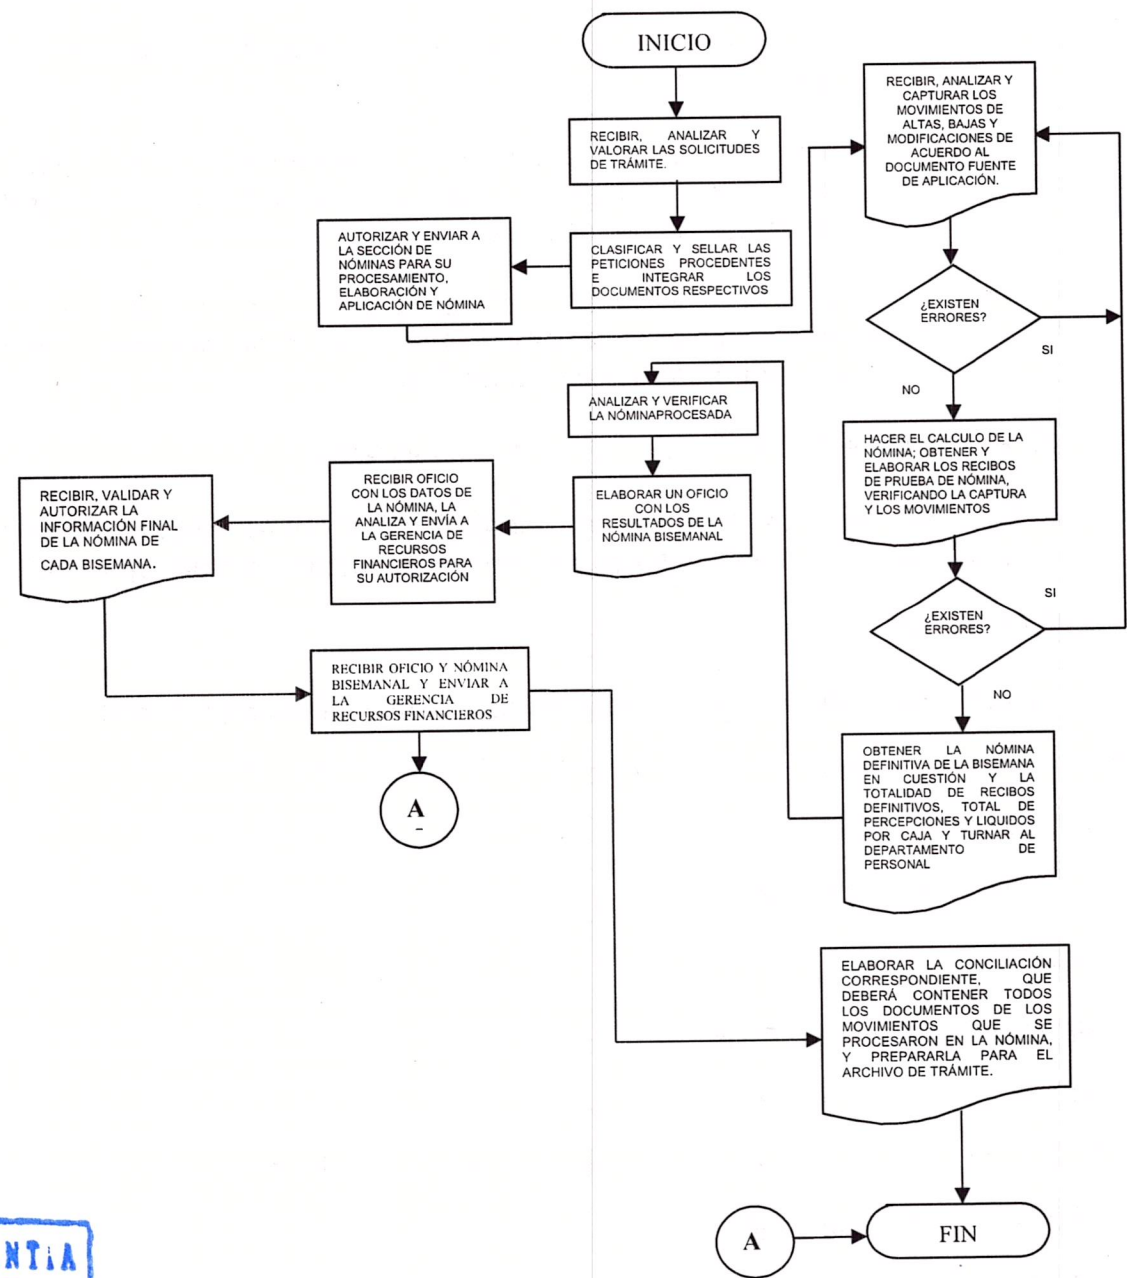 INICIO
RECIBIR, ANALIZAR Y
VALORAR LAS SOLICITUDES
DE TRÁMITE.
CLASIFICAR Y SELLAR LAS
PETICIONES PROCEDENTES
E INTEGRAR LOS
DOCUMENTOS RESPECTIVOS
AUTORIZAR Y ENVIAR A
LA SECCIÓN DE
NÓMINAS PARA SU
PROCESAMIENTO,
ELABORACIÓN Y
APLICACIÓN DE NÓMINA
RECIBIR, ANALIZAR Y
CAPTURAR LOS
MOVIMIENTOS DE
ALTAS, BAJAS Y
MODIFICACIONES DE
ACUERDO AL
DOCUMENTO FUENTE
DE APLICACIÓN.
¿EXISTEN
ERRORES?
SI
NO
HACER EL CALCULO DE LA
NÓMINA; OBTENER Y
ELABORAR LOS RECIBOS
DE PRUEBA DE NÓMINA,
VERIFICANDO LA CAPTURA
Y LOS MOVIMIENTOS
¿EXISTEN
ERRORES?
SI
NO
OBTENER LA NÓMINA
DEFINITIVA DE LA BISEMANA
EN CUESTIÓN Y LA
TOTALIDAD DE RECIBOS
DEFINITIVOS, TOTAL DE
PERCEPCIONES Y LIQUIDOS
POR CAJA Y TURNAR AL
DEPARTAMENTO DE
PERSONAL
ANALIZAR Y VERIFICAR
LA NÓMINAPROCESADA
ELABORAR UN OFICIO
CON LOS
RESULTADOS DE LA
NÓMINA BISEMANAL
RECIBIR OFICIO
CON LOS DATOS DE
LA NÓMINA, LA
ANALIZA Y ENVÍA A
LA GERENCIA DE
RECURSOS
FINANCIEROS PARA
SU AUTORIZACIÓN
RECIBIR, VALIDAR Y
AUTORIZAR LA
INFORMACIÓN FINAL
DE LA NÓMINA DE
CADA BISEMANA.
RECIBIR OFICIO Y NÓMINA
BISEMANAL Y ENVIAR A
LA GERENCIA DE
RECURSOS FINANCIEROS
A
ELABORAR LA CONCILIACIÓN
CORRESPONDIENTE, QUE
DEBERÁ CONTENER TODOS
LOS DOCUMENTOS DE LOS
MOVIMIENTOS QUE SE
PROCESARON EN LA NÓMINA,
Y PREPARARLA PARA EL
ARCHIVO DE TRÁMITE.
A
FIN